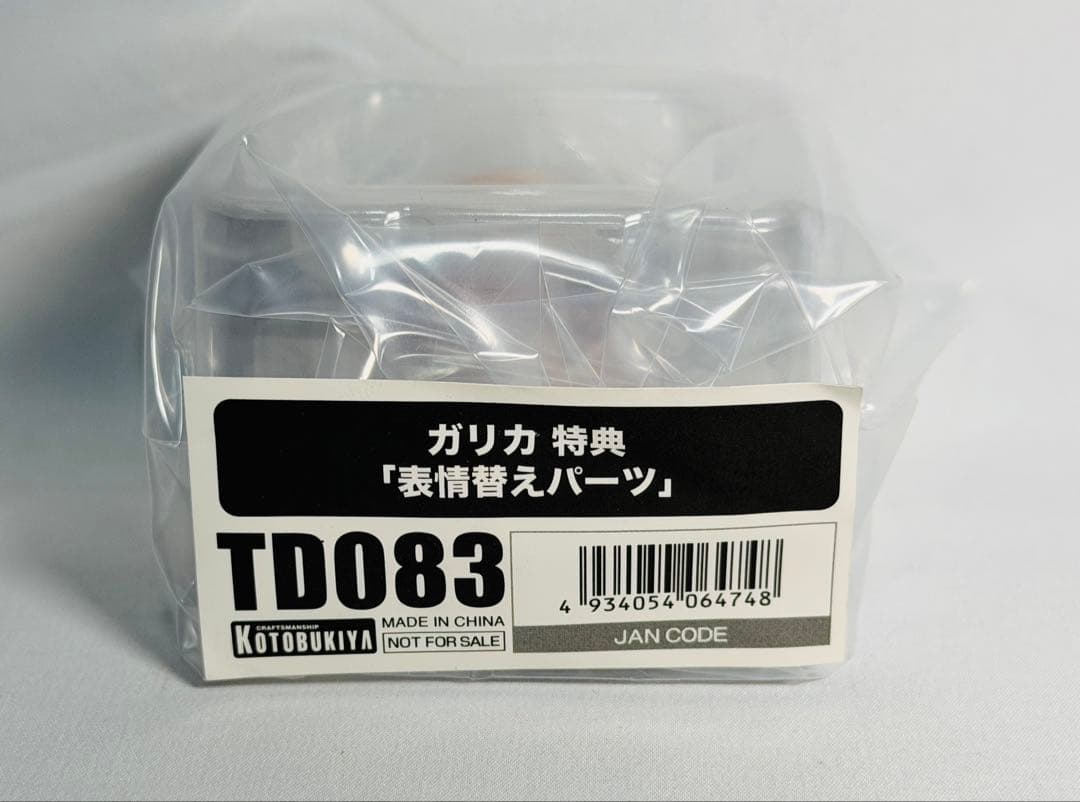 ガリカ 特典
「表情替えパーツ」
TD083
CRAFTSMANSHIP
KOTOBUKIYA
MADE IN CHINA
NOT FOR SALE
4 934054 064748
JAN CODE